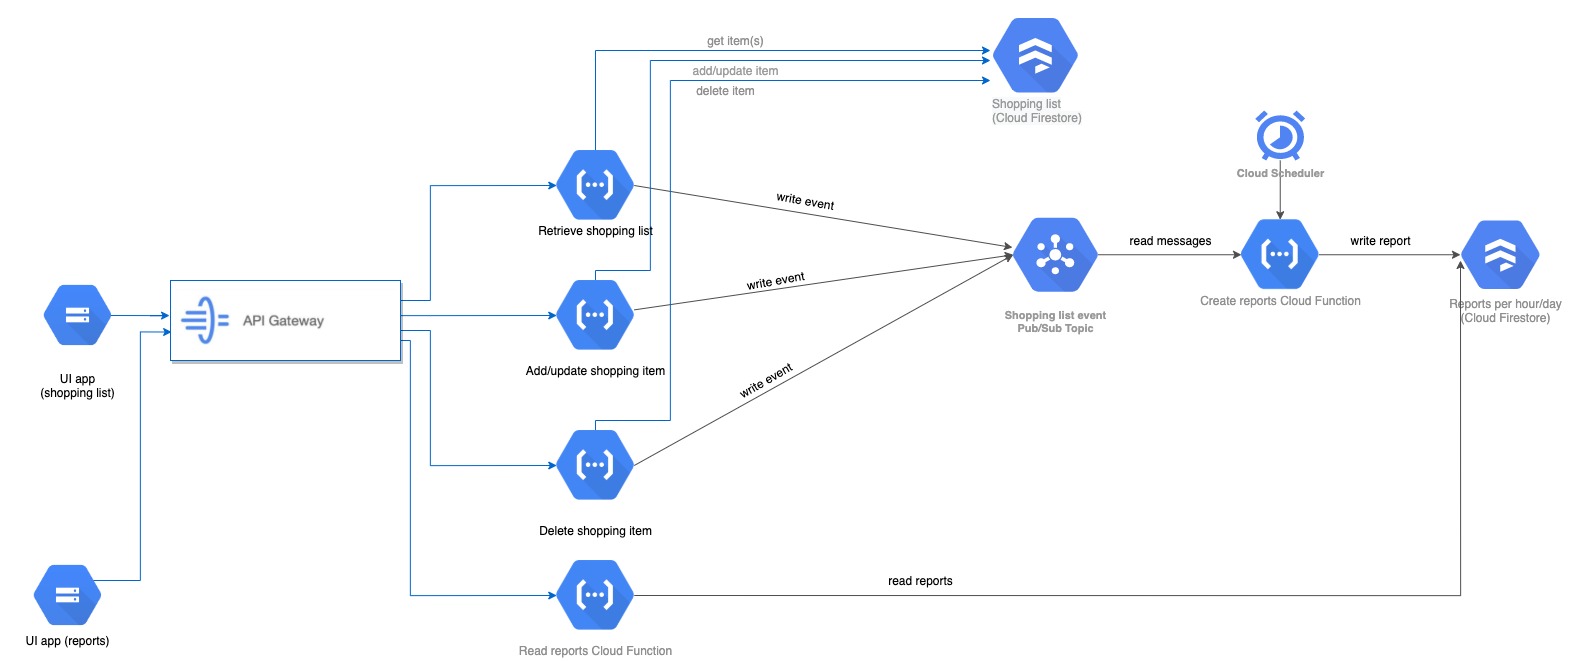 get item(s)
add/update item
delete item
Shopping list
(Cloud Firestore)
Cloud Scheduler
Retrieve shopping list
write event
read messages
write report
API Gateway
write event
Create reports Cloud Function
Reports per hour/day
(Cloud Firestore)
Shopping list event
Pub/Sub Topic
UI app
(shopping list)
Add/update shopping item
write event
Delete shopping item
read reports
UI app (reports)
Read reports Cloud Function